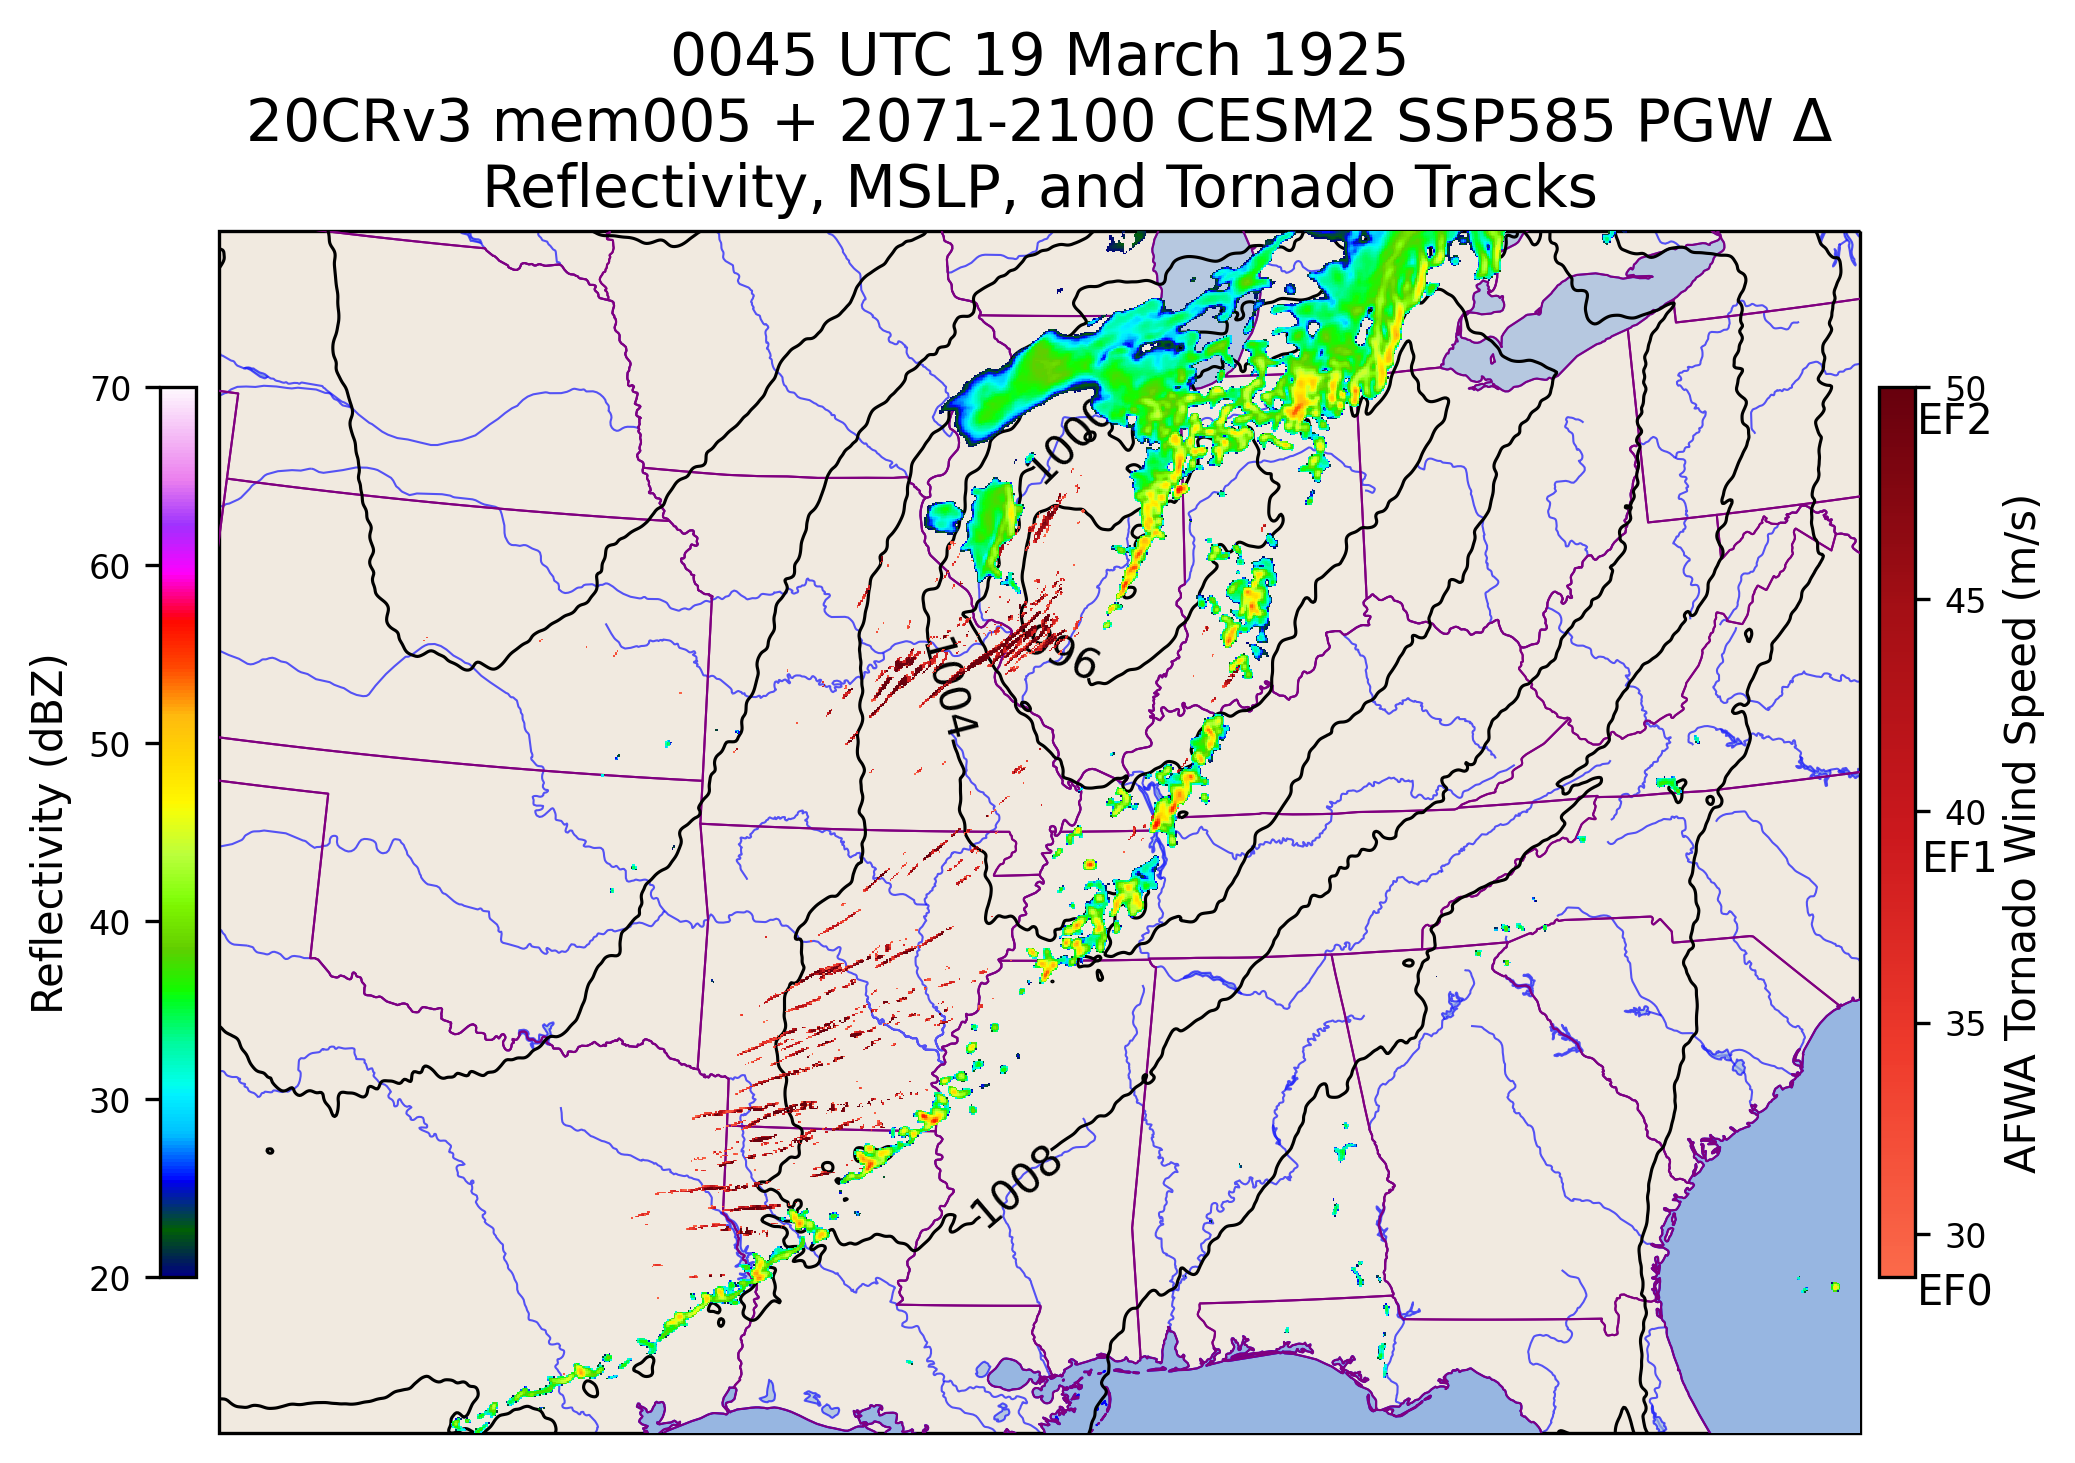 0045 UTC 19 March 1925
20CRv3 mem005 + 2071-2100 CESM2 SSP585 PGW Δ
Reflectivity, MSLP, and Tornado Tracks
Reflectivity (dBZ)
70
60
50
40
30
20
1000
996
1004
1008
50
EF2
45
40
EF1
35
30
EF0
AFWA Tornado Wind Speed (m/s)